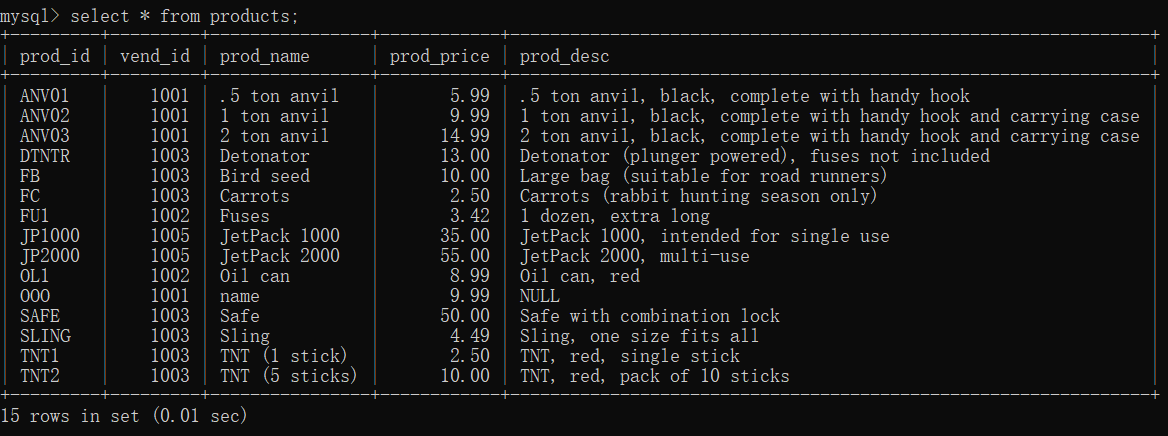 mysql> select * from products;
+---------+---------+----------------+------------+----------------------------------------------------------------+
| prod_id | vend_id | prod_name      | prod_price | prod_desc                                                      |
+---------+---------+----------------+------------+----------------------------------------------------------------+
| ANV01   |    1001 | .5 ton anvil   |       5.99 | .5 ton anvil, black, complete with handy hook                  |
| ANV02   |    1001 | 1 ton anvil    |       9.99 | 1 ton anvil, black, complete with handy hook and carrying case |
| ANV03   |    1001 | 2 ton anvil    |      14.99 | 2 ton anvil, black, complete with handy hook and carrying case |
| DTNTR   |    1003 | Detonator      |      13.00 | Detonator (plunger powered), fuses not included                |
| FB      |    1003 | Bird seed      |      10.00 | Large bag (suitable for road runners)                          |
| FC      |    1003 | Carrots        |       2.50 | Carrots (rabbit hunting season only)                           |
| FU1     |    1002 | Fuses          |       3.42 | 1 dozen, extra long                                            |
| JP1000  |    1005 | JetPack 1000   |      35.00 | JetPack 1000, intended for single use                          |
| JP2000  |    1005 | JetPack 2000   |      55.00 | JetPack 2000, multi-use                                        |
| OL1     |    1002 | Oil can        |       8.99 | Oil can, red                                                   |
| OOO     |    1001 | name           |       9.99 | NULL                                                           |
| SAFE    |    1003 | Safe           |      50.00 | Safe with combination lock                                     |
| SLING   |    1003 | Sling          |       4.49 | Sling, one size fits all                                       |
| TNT1    |    1003 | TNT (1 stick)  |       2.50 | TNT, red, single stick                                         |
| TNT2    |    1003 | TNT (5 sticks) |      10.00 | TNT, red, pack of 10 sticks                                    |
+---------+---------+----------------+------------+----------------------------------------------------------------+
15 rows in set (0.01 sec)